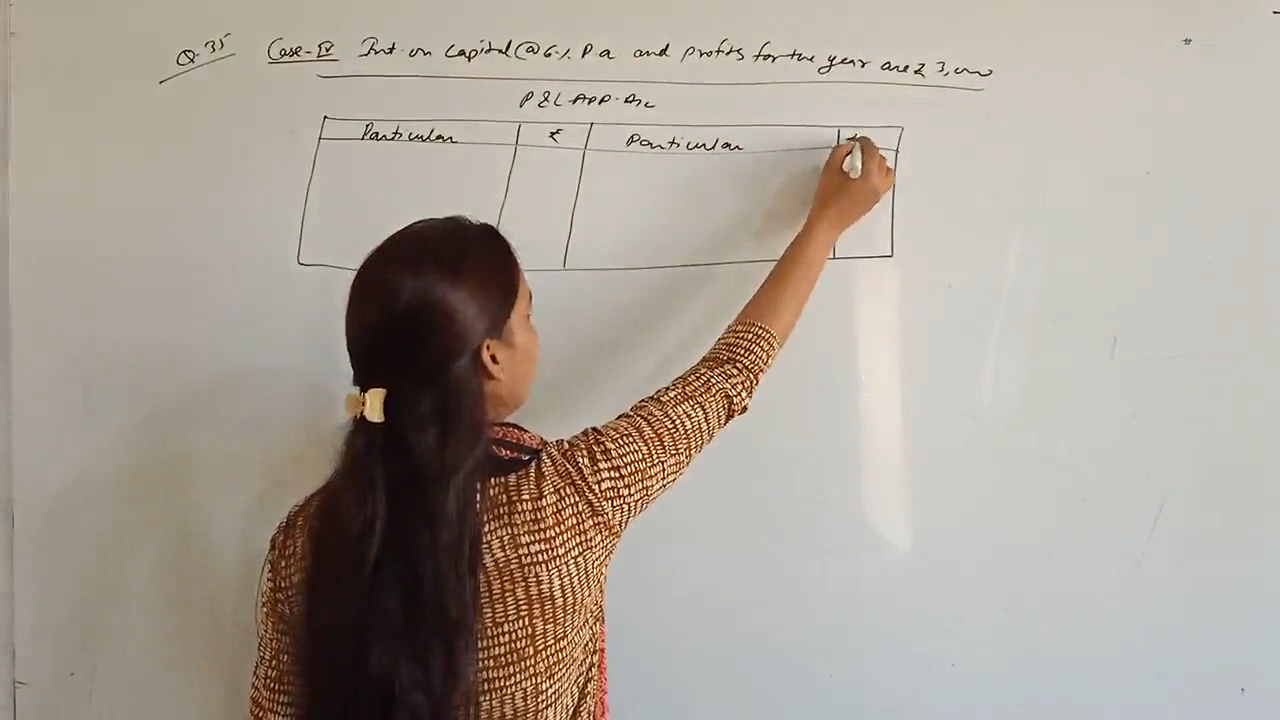 Q.35 Case-IV Int. on Capital @ 6% P a and profits for the year are ₹ 3,000
P & L APP. A/c
Particular ₹ Particular ₹